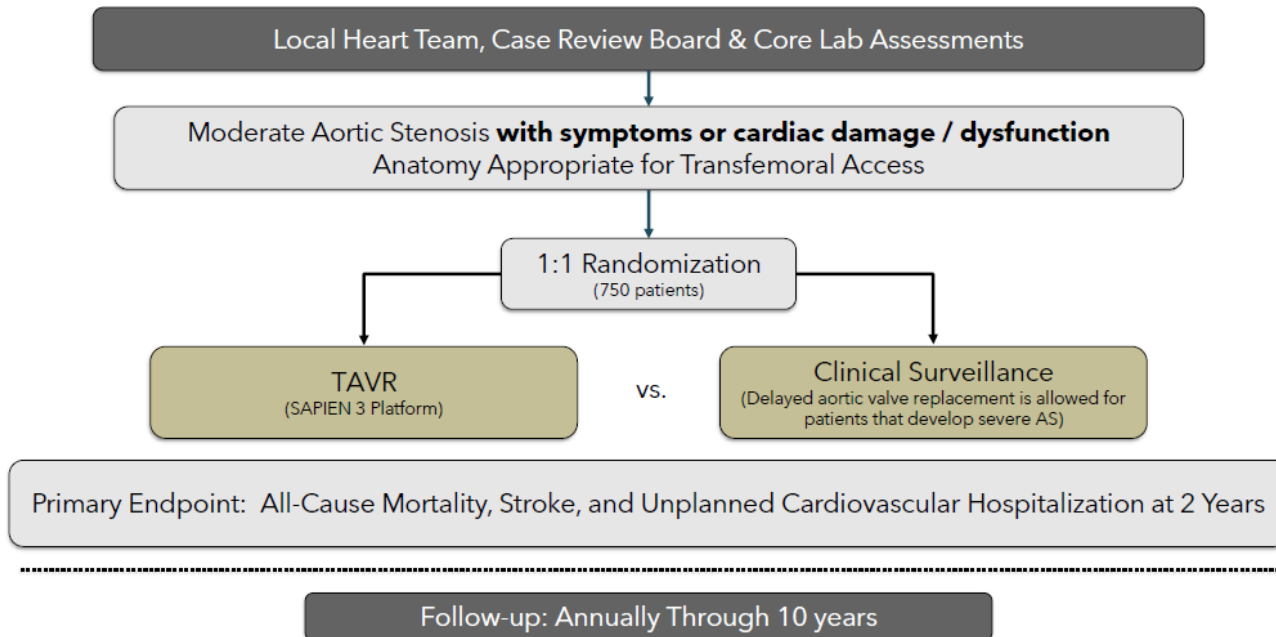 Local Heart Team, Case Review Board & Core Lab Assessments
Moderate Aortic Stenosis with symptoms or cardiac damage / dysfunction
Anatomy Appropriate for Transfemoral Access
1:1 Randomization
(750 patients)
TAVR
(SAPIEN 3 Platform)
vs.
Clinical Surveillance
(Delayed aortic valve replacement is allowed for
patients that develop severe AS)
Primary Endpoint: All-Cause Mortality, Stroke, and Unplanned Cardiovascular Hospitalization at 2 Years
Follow-up: Annually Through 10 years